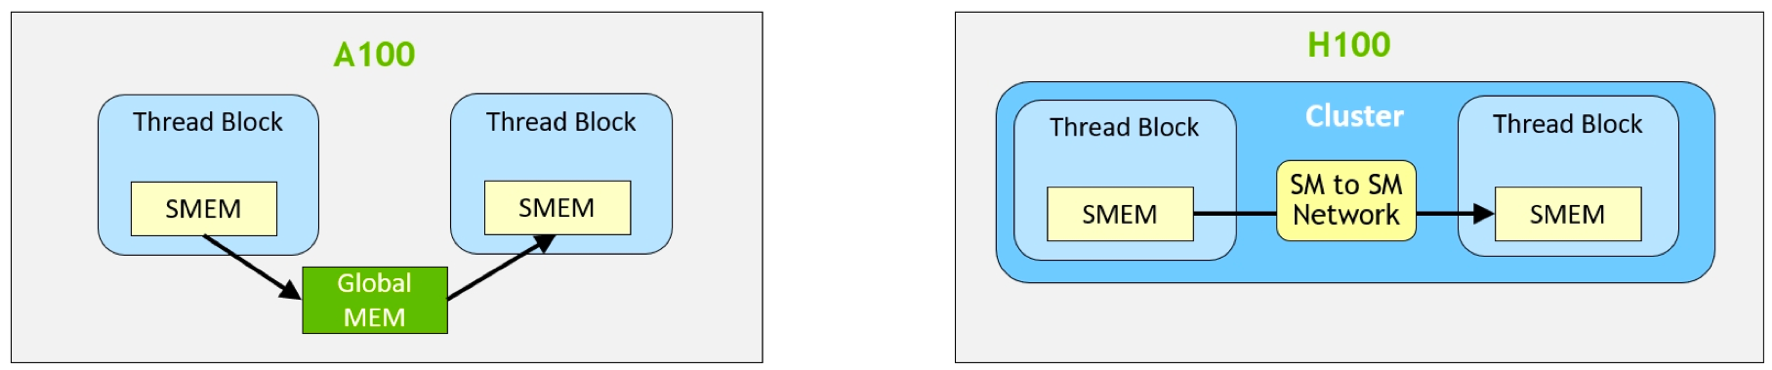 A100
Thread Block
SMEM
Thread Block
SMEM
Global
MEM
H100
Cluster
Thread Block
SMEM
SM to SM
Network
Thread Block
SMEM